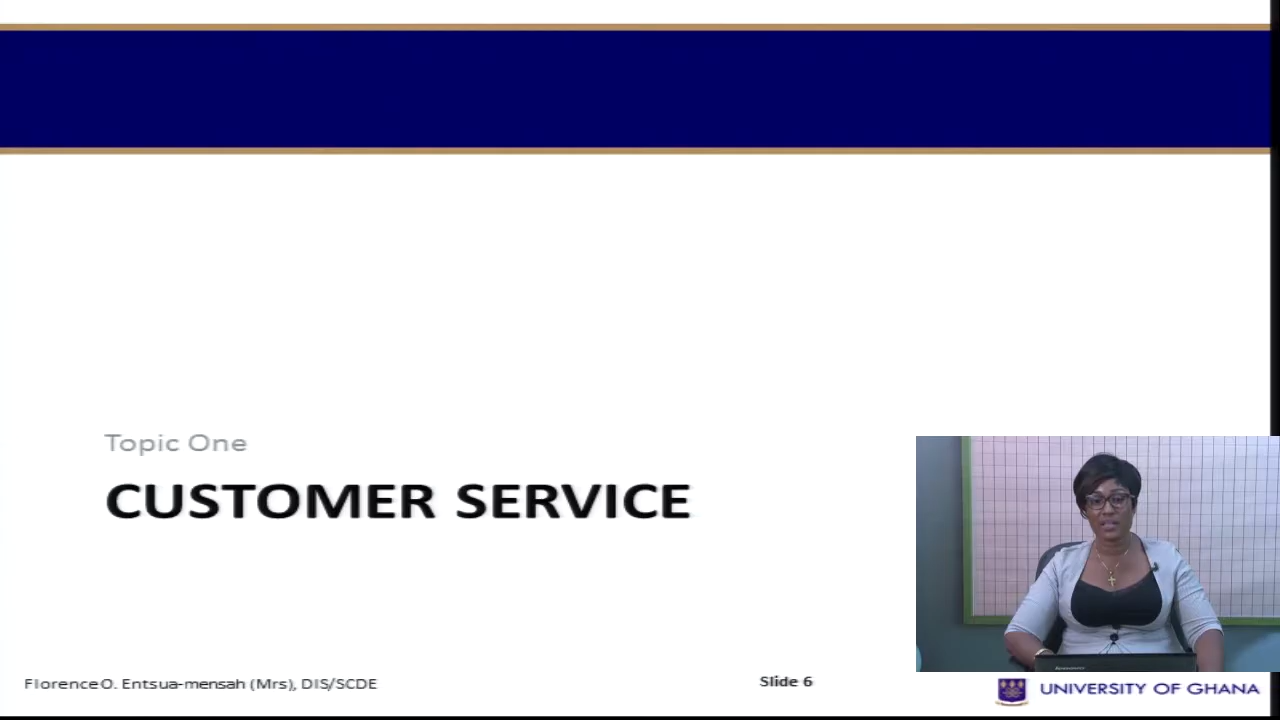 Topic One
CUSTOMER SERVICE
Florence O. Entsua-mensah (Mrs), DIS/SCDE
Slide 6
UNIVERSITY OF GHANA